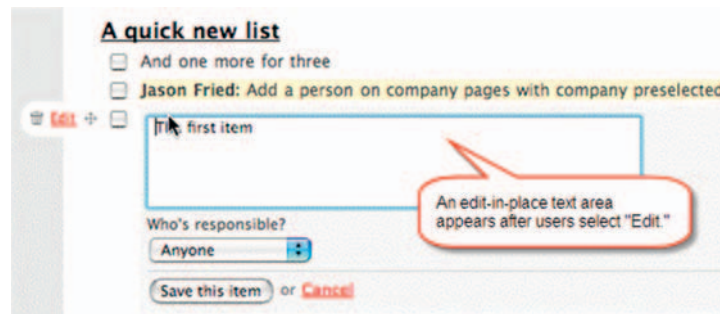 A quick new list
And one more for three
Jason Fried: Add a person on company pages with company preselected
Edit
first item
An edit-in-place text area
appears after users select "Edit."
Who's responsible?
Anyone
Save this item or Cancel